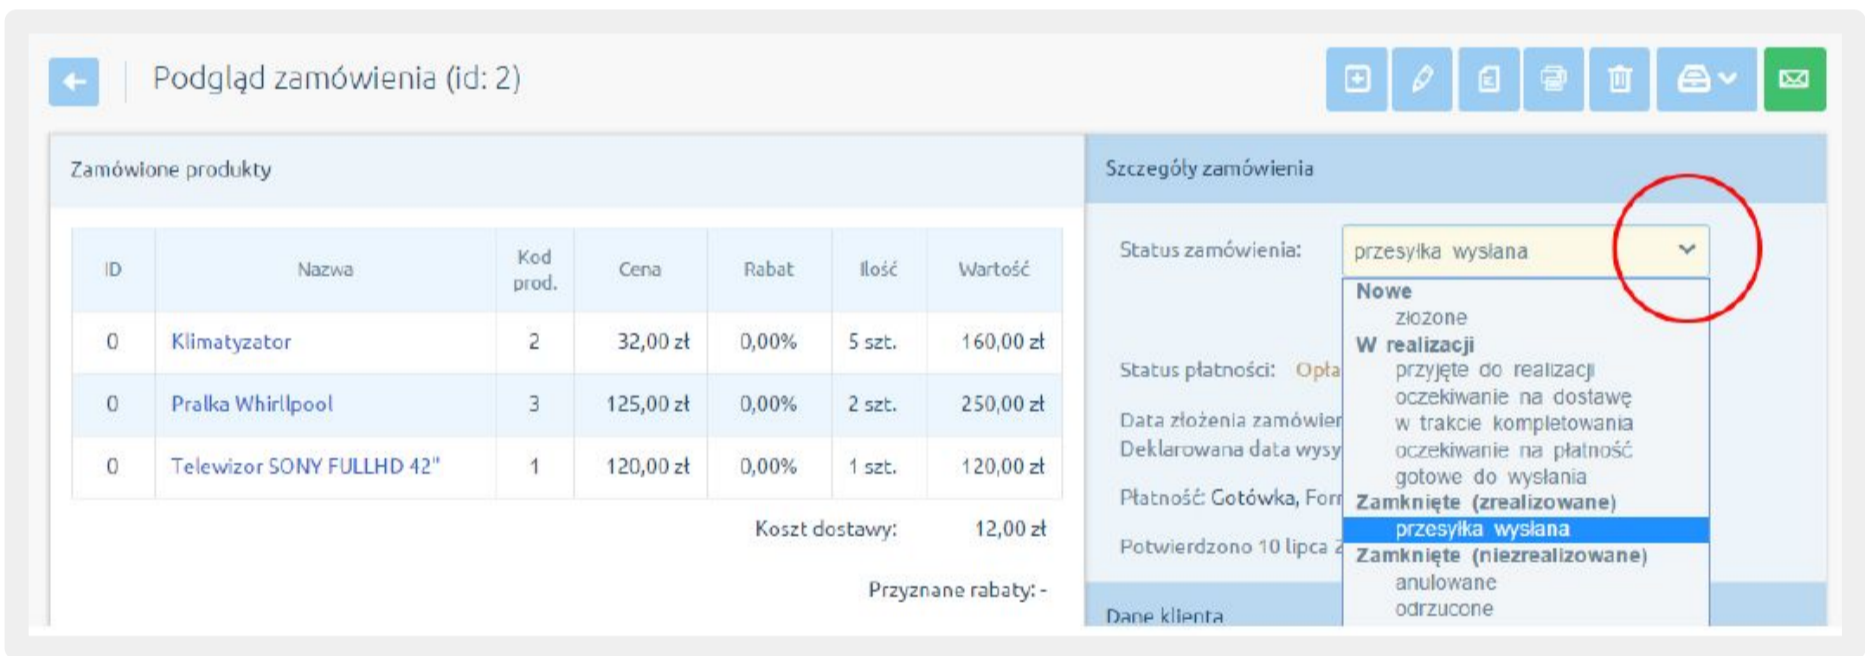 Podgląd zamówienia (id: 2)
Zamówione produkty
ID Nazwa Kod prod. Cena Rabat Ilość Wartość
0 Klimatyzator 2 32,00 zł 0,00% 5 szt. 160,00 zł
0 Pralka Whirllpool 3 125,00 zł 0,00% 2 szt. 250,00 zł
0 Telewizor SONY FULLHD 42" 1 120,00 zł 0,00% 1 szt. 120,00 zł
Koszt dostawy: 12,00 zł
Przyznane rabaty: -
Szczegóły zamówienia
Status zamówienia: przesyłka wysłana
Nowe
złożone
W realizacji
przyjęte do realizacji
oczekiwanie na dostawę
w trakcie kompletowania
oczekiwanie na płatność
gotowe do wysłania
Zamknięte (zrealizowane)
przesyłka wysłana
Zamknięte (niezrealizowane)
anulowane
odrzucone
Status płatności: Opła
Data złożenia zamówien
Deklarowana data wysy
Płatność: Gotówka, For
Potwierdzono 10 lipca 2
Dane klienta